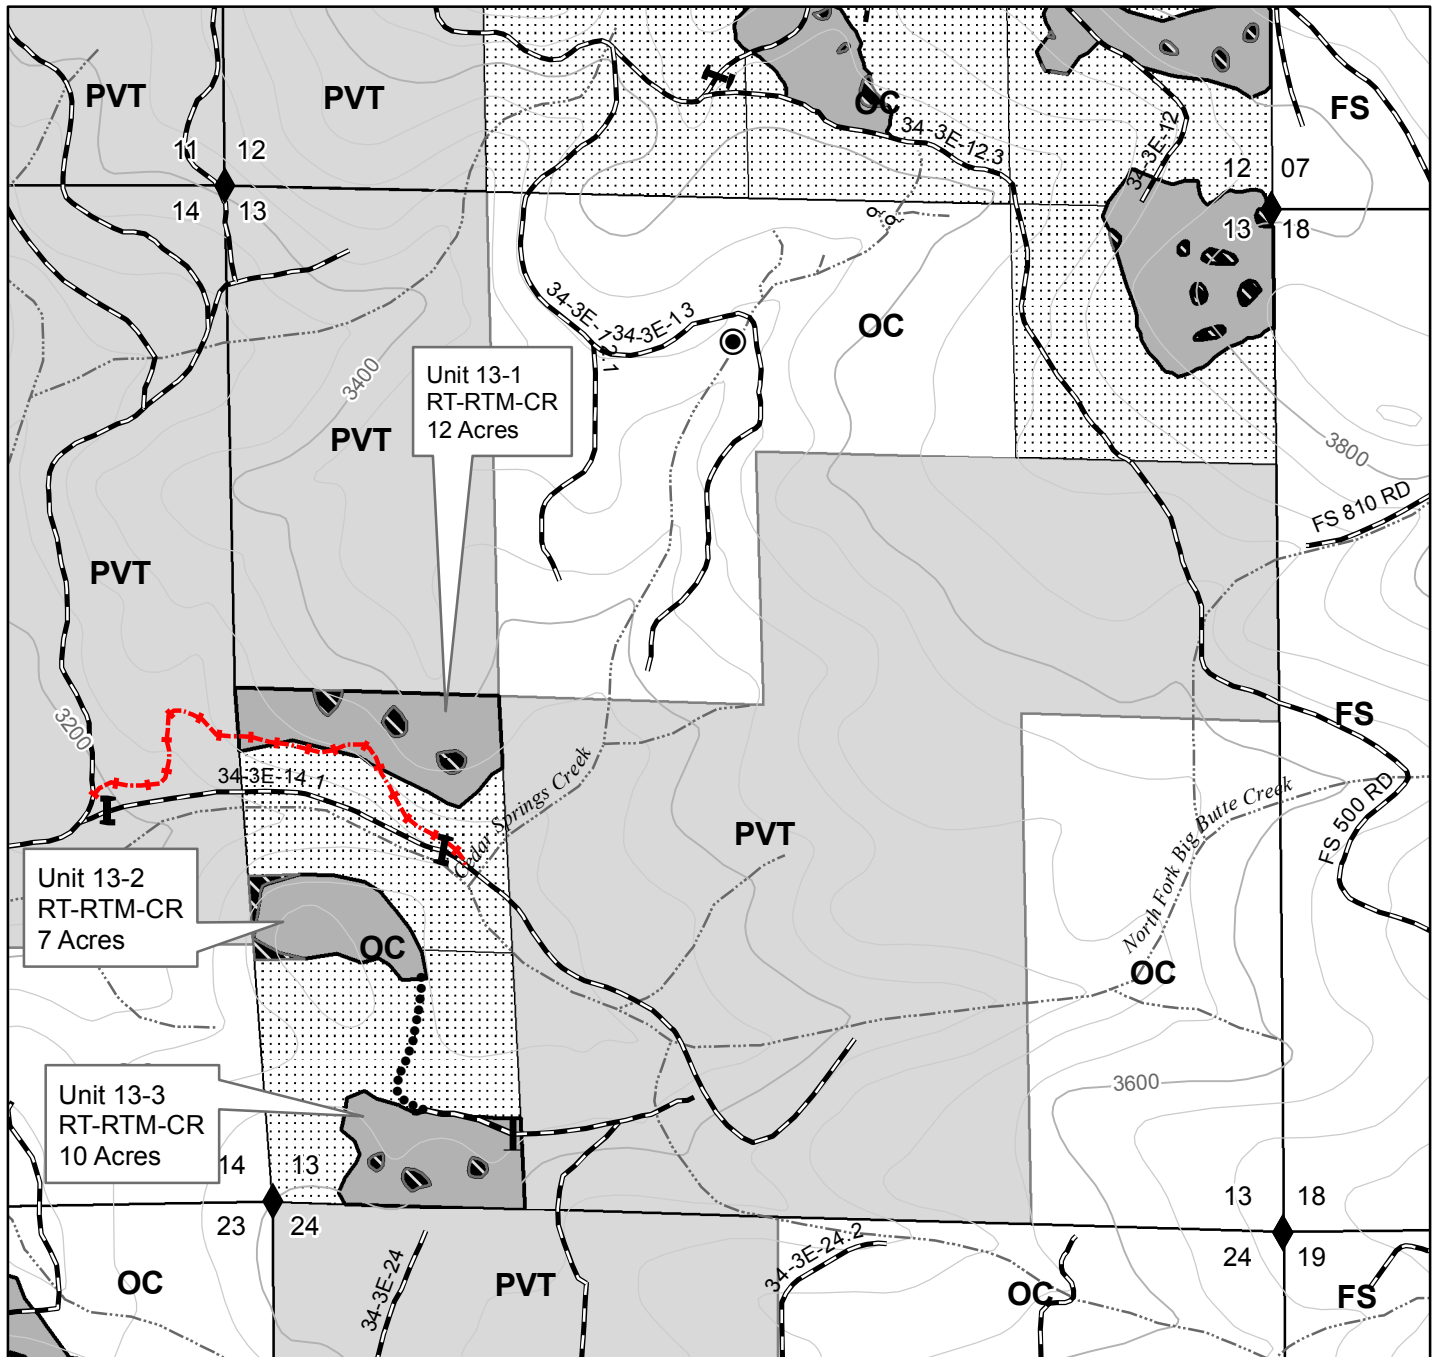 PVT
PVT
OC
FS
34-3E-12.3
34-3E-12
11
12
12
07
14
13
13
18
34-3E-13
OC
3400
Unit 13-1
RT-RTM-CR
12 Acres
PVT
3800
FS 810 RD
PVT
3200
FS
34-3E-14.1
Cedar Springs Creek
North Fork Big Butte Creek
PVT
FS 500 RD
Unit 13-2
RT-RTM-CR
7 Acres
OC
OC
3600
Unit 13-3
RT-RTM-CR
10 Acres
PVT
14
13
13
18
23
24
24
19
34-3E-24
34-3E-24.2
OC
PVT
OC
FS